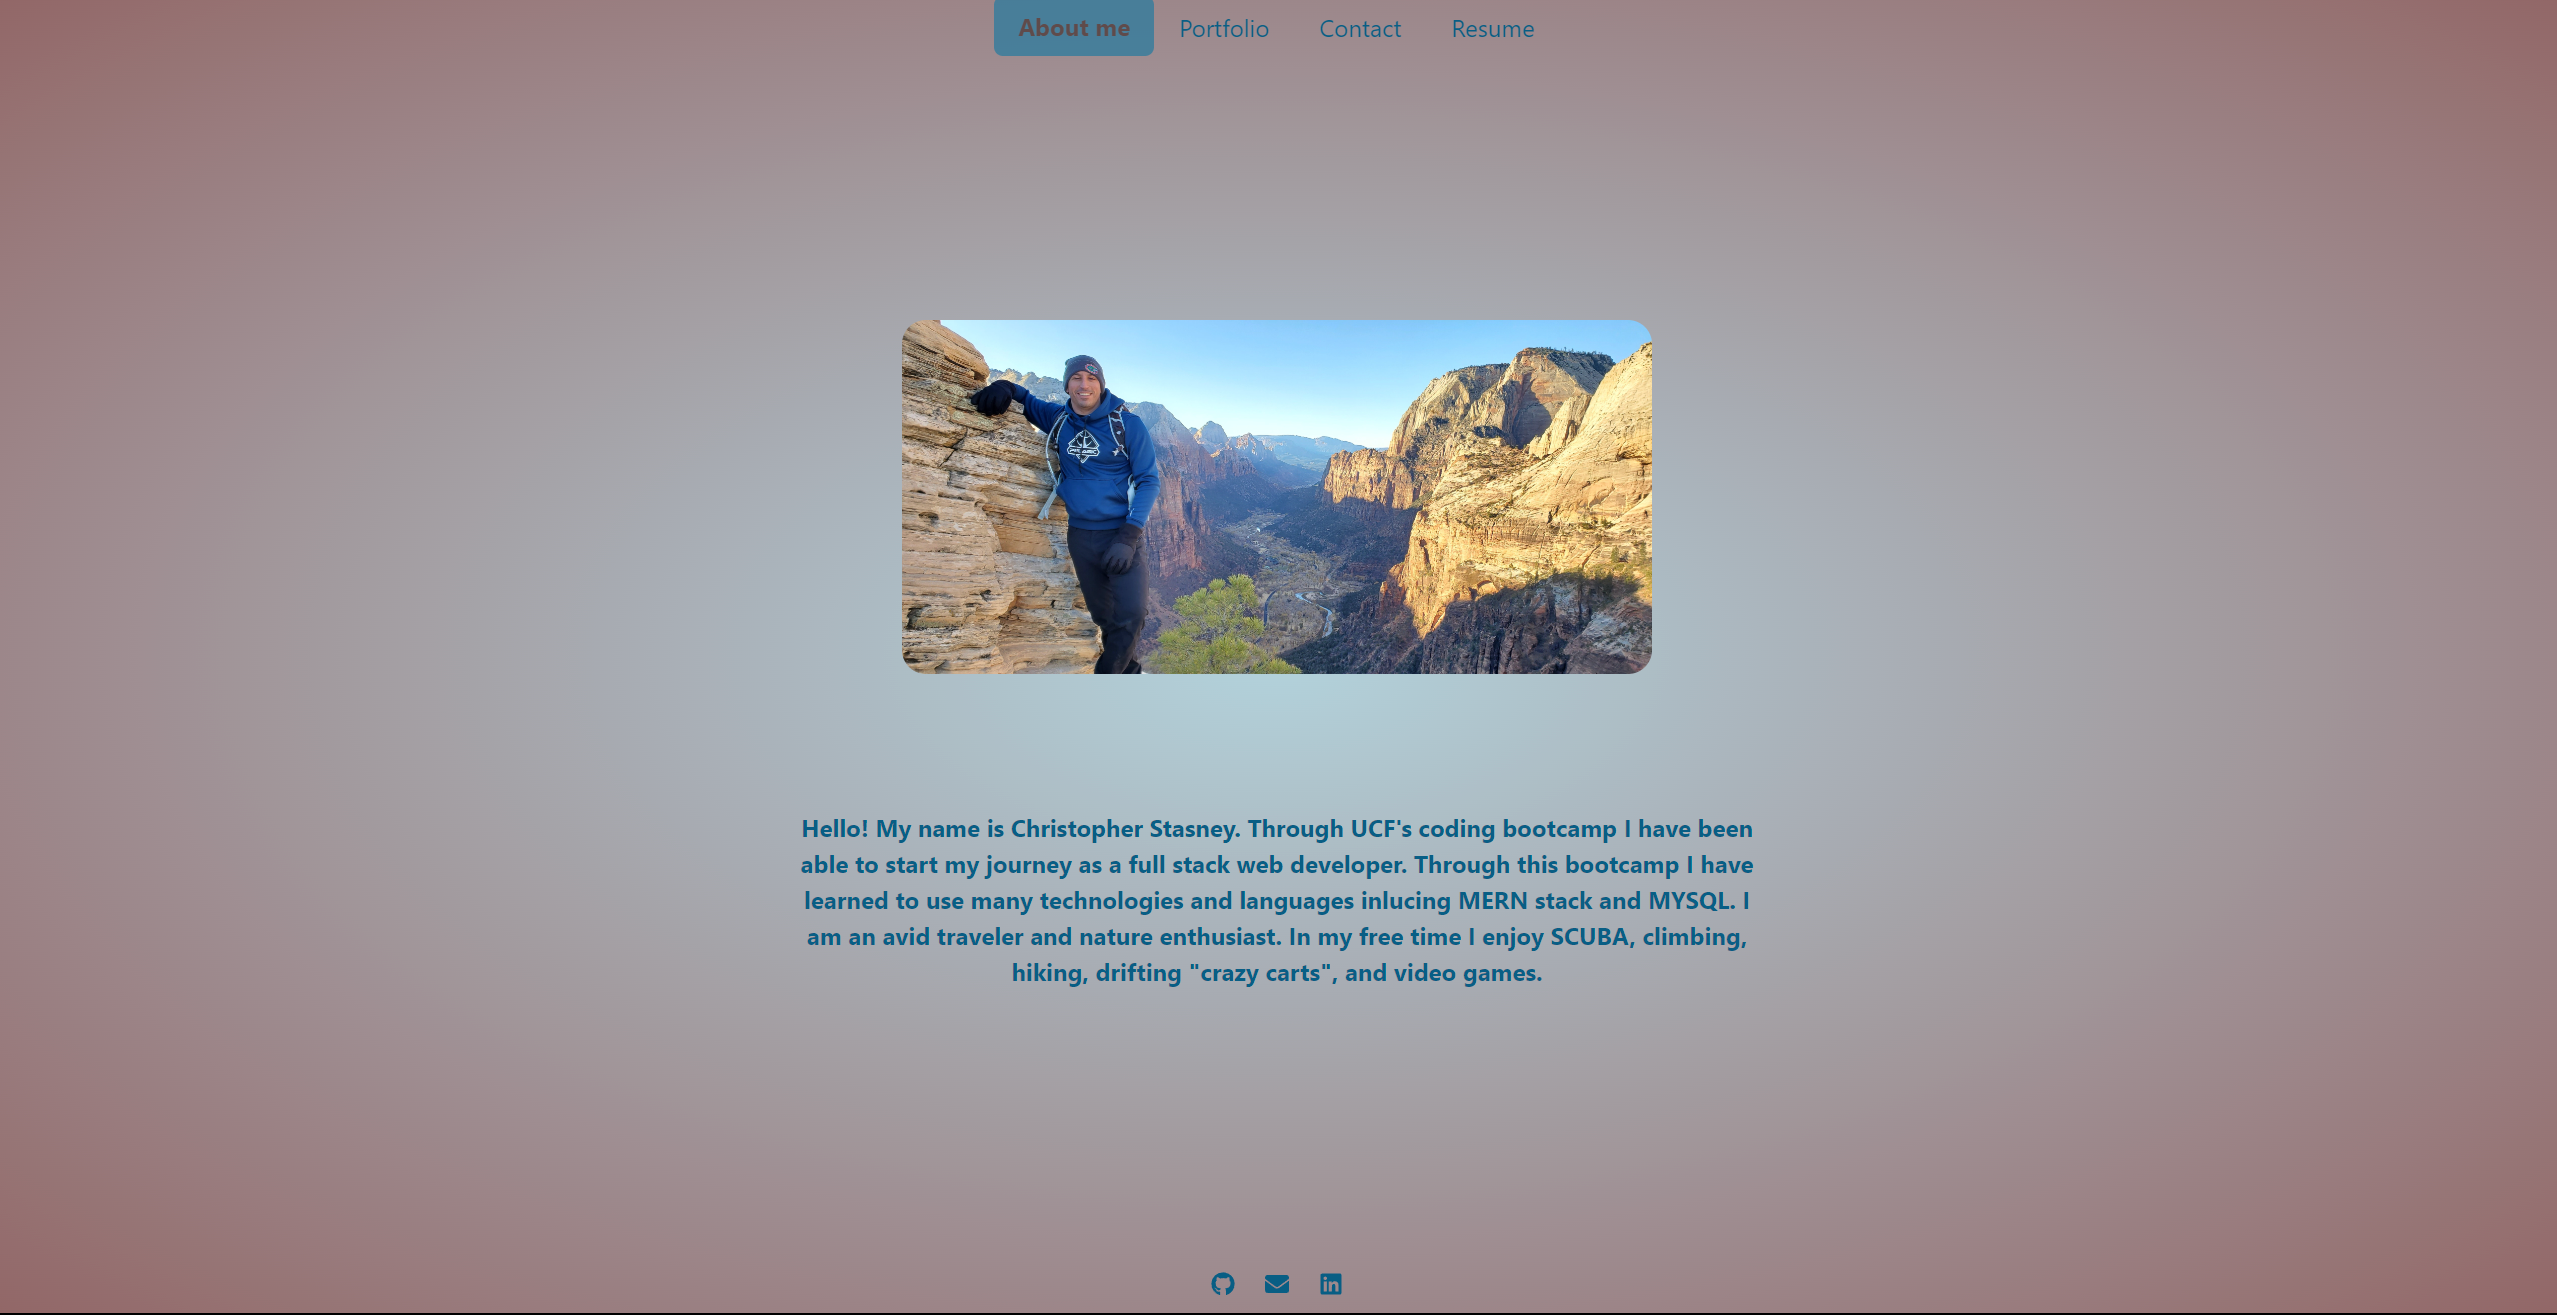 About me
Portfolio
Contact
Resume
Hello! My name is Christopher Stasney. Through UCF's coding bootcamp I have been
able to start my journey as a full stack web developer. Through this bootcamp I have
learned to use many technologies and languages inlucing MERN stack and MYSQL. I
am an avid traveler and nature enthusiast. In my free time I enjoy SCUBA, climbing,
hiking, drifting "crazy carts", and video games.
in